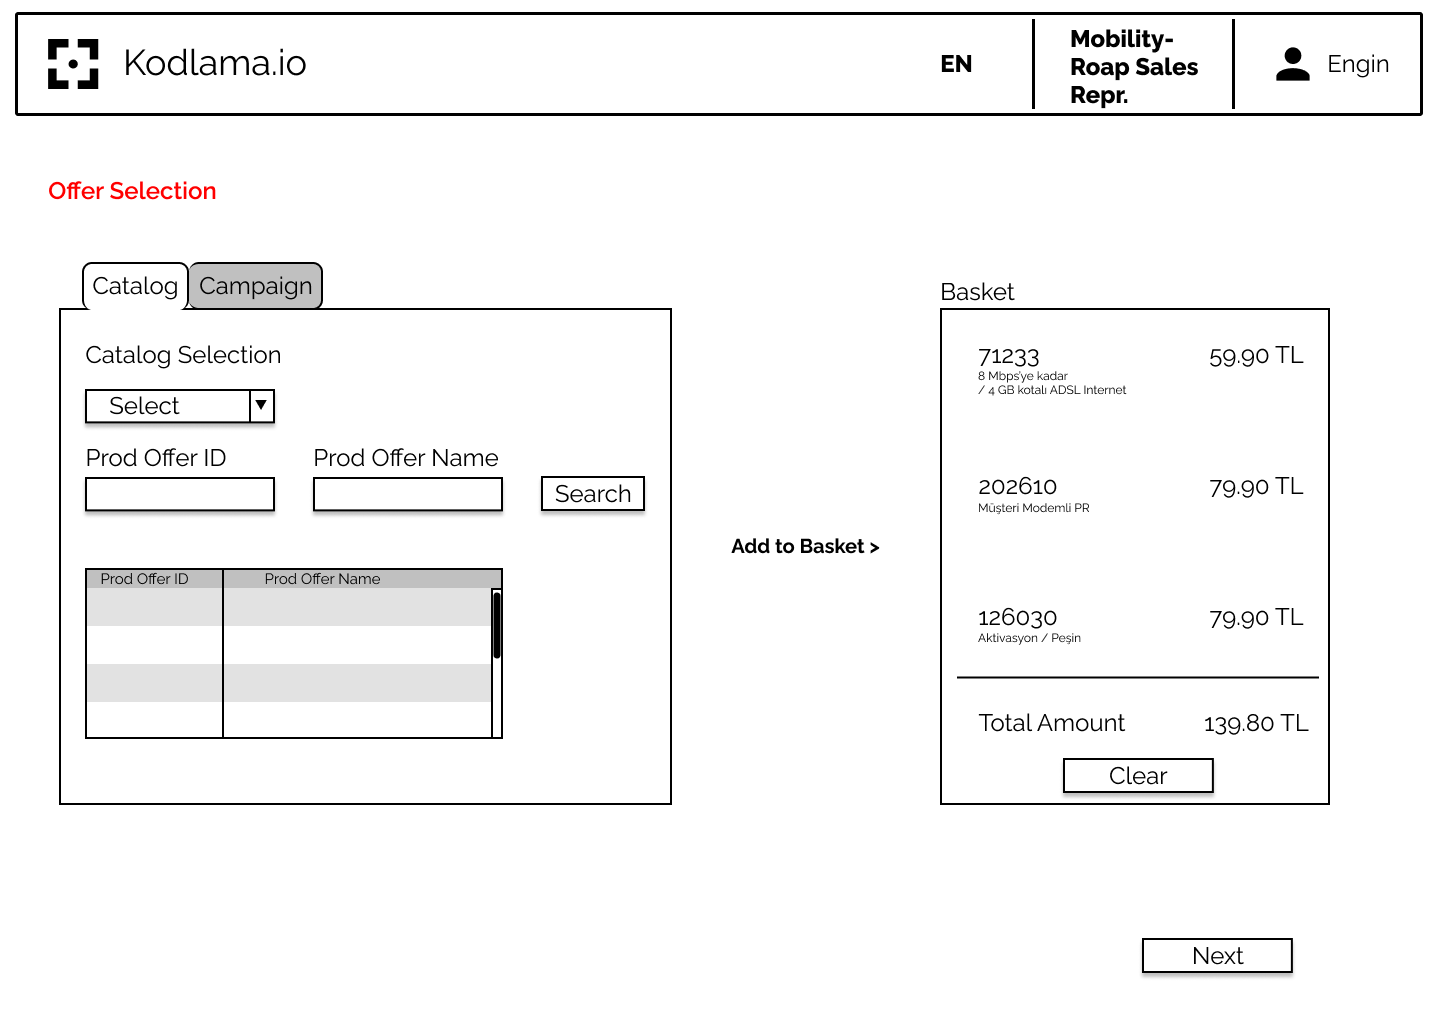 Kodlama.io
EN
Mobility-
Roap Sales
Repr.
Engin
Offer Selection
Catalog
Campaign
Catalog Selection
Select
Prod Offer ID
Prod Offer Name
Search
Prod Offer ID
Prod Offer Name
Add to Basket >
Basket
71233
59.90 TL
8 Mbps'ye kadar
/ 4 GB kotalı ADSL Internet
202610
79.90 TL
Müşteri Modemli PR
126030
79.90 TL
Aktivasyon / Peşin
Total Amount
139.80 TL
Clear
Next